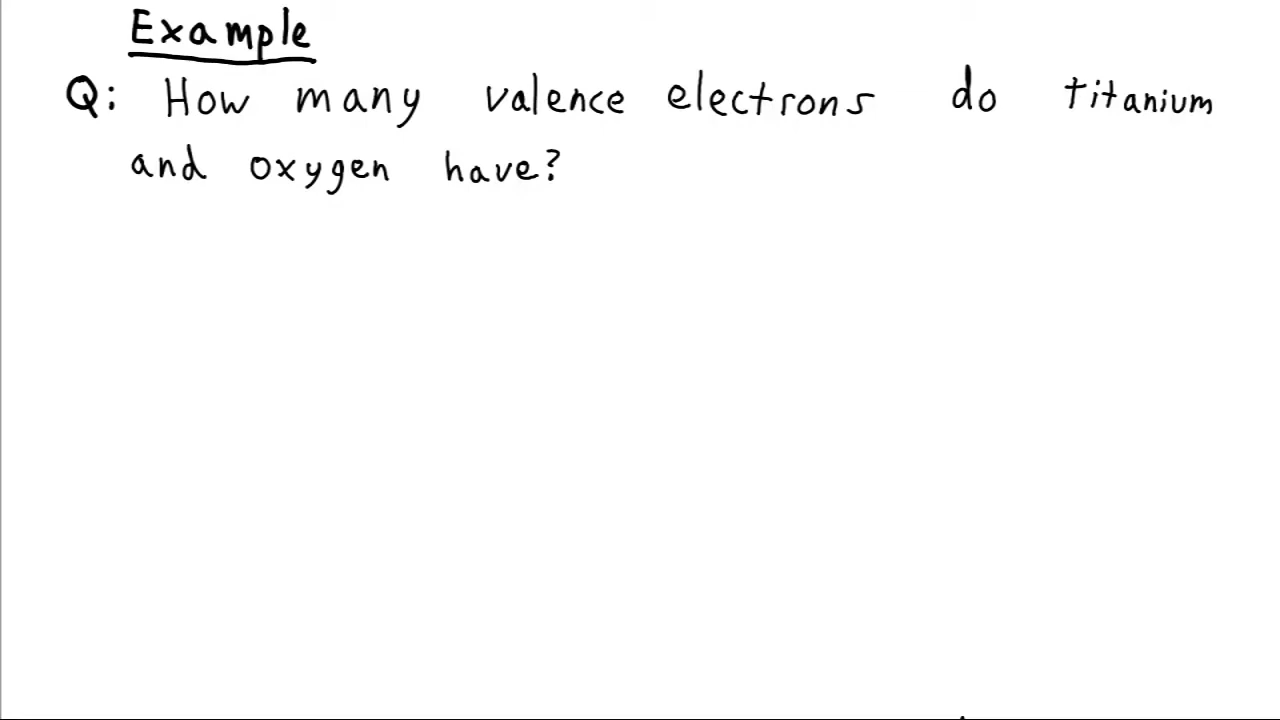 Example
Q: How many valence electrons do titanium
and oxygen have?